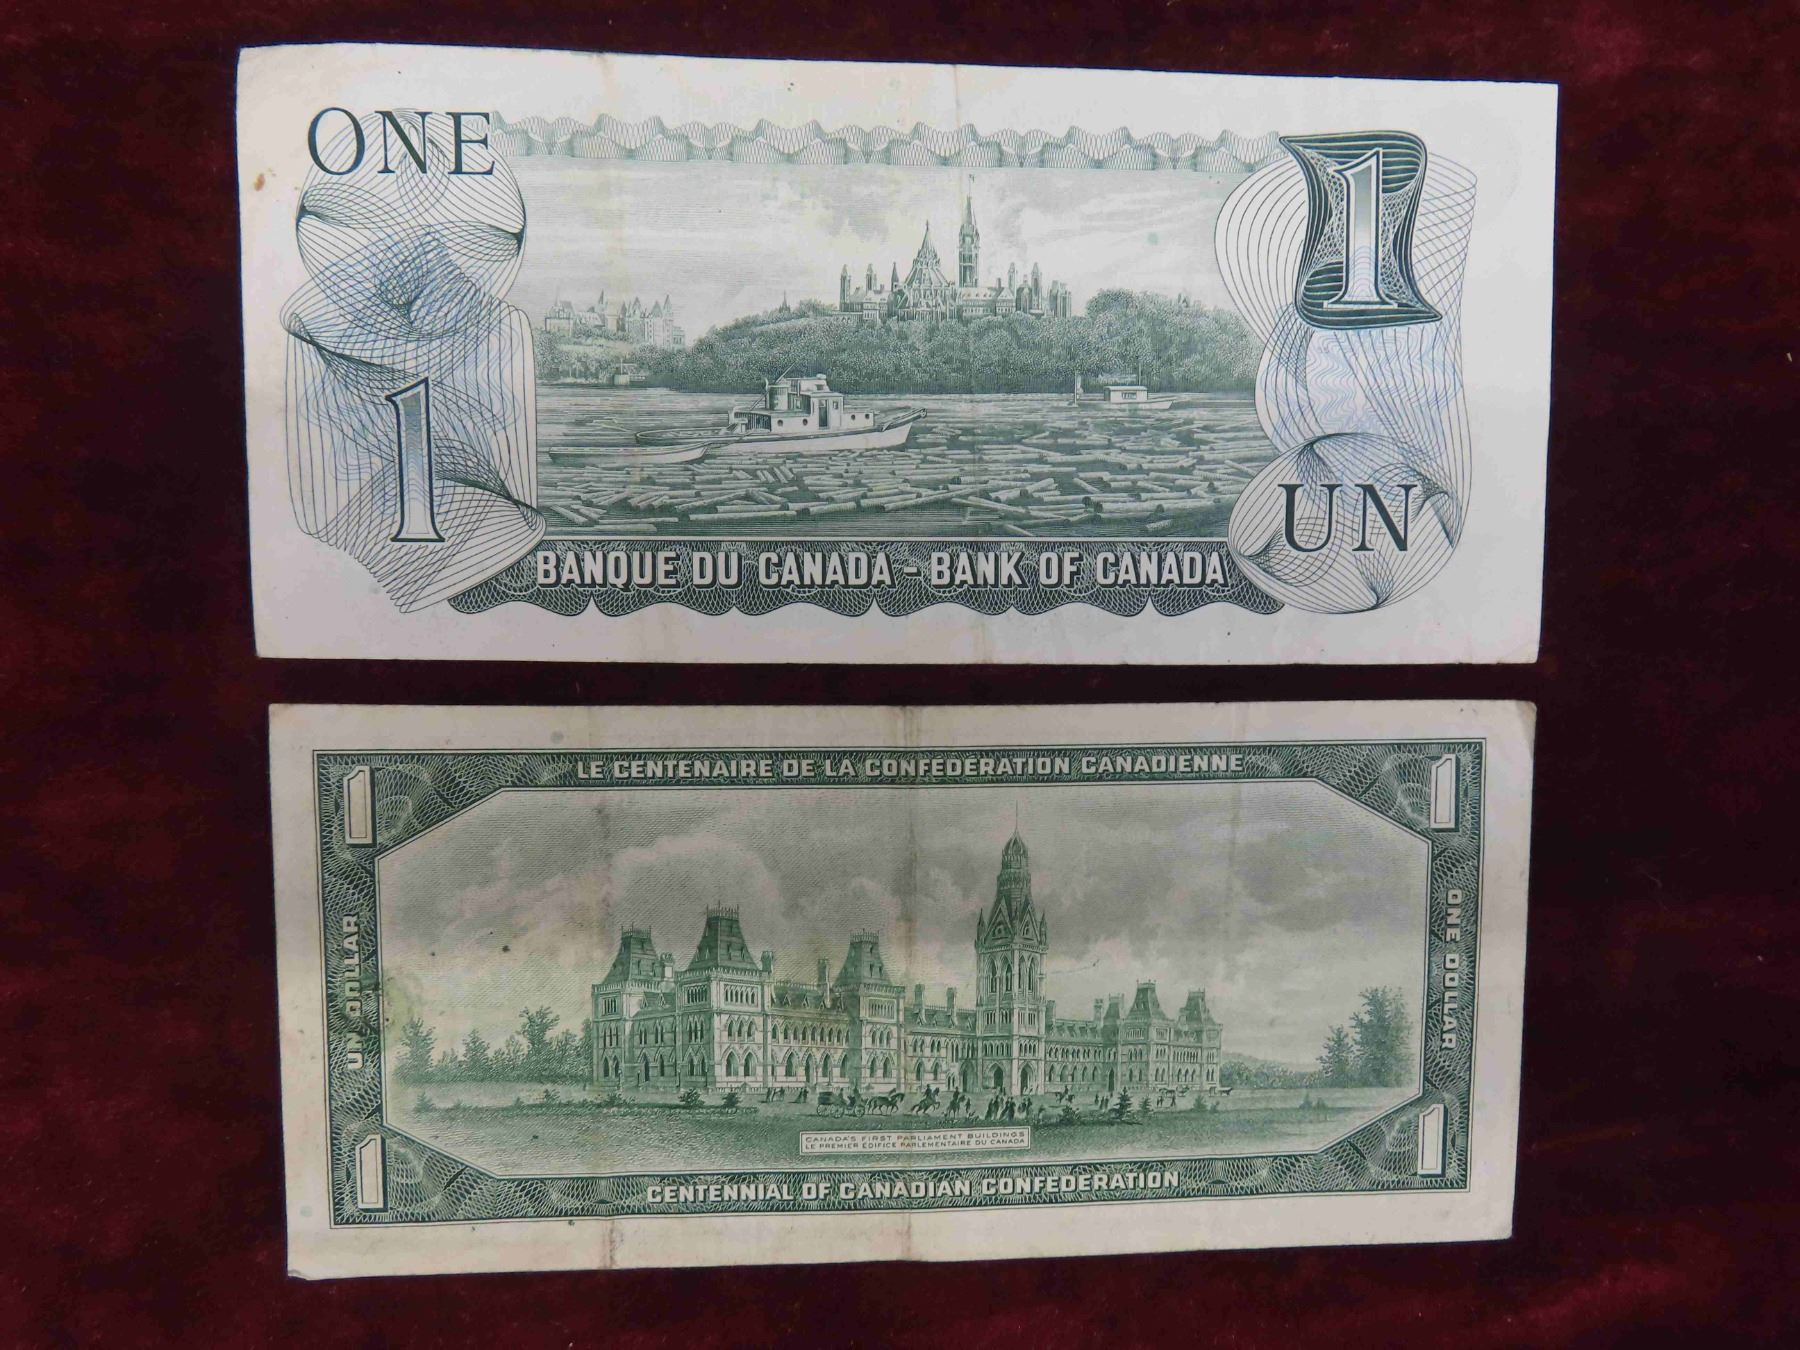 ONE
1
1
UN
BANQUE DU CANADA - BANK OF CANADA
1
LE CENTENAIRE DE LA CONFEDERATION CANADIENNE
1
UN DOLLAR
ONE DOLLAR
CANADA'S FIRST PARLIAMENT BUILDINGS
LE PREMIER EDIFICE PARLEMENTAIRE DU CANADA
1
CENTENNIAL OF CANADIAN CONFEDERATION
1